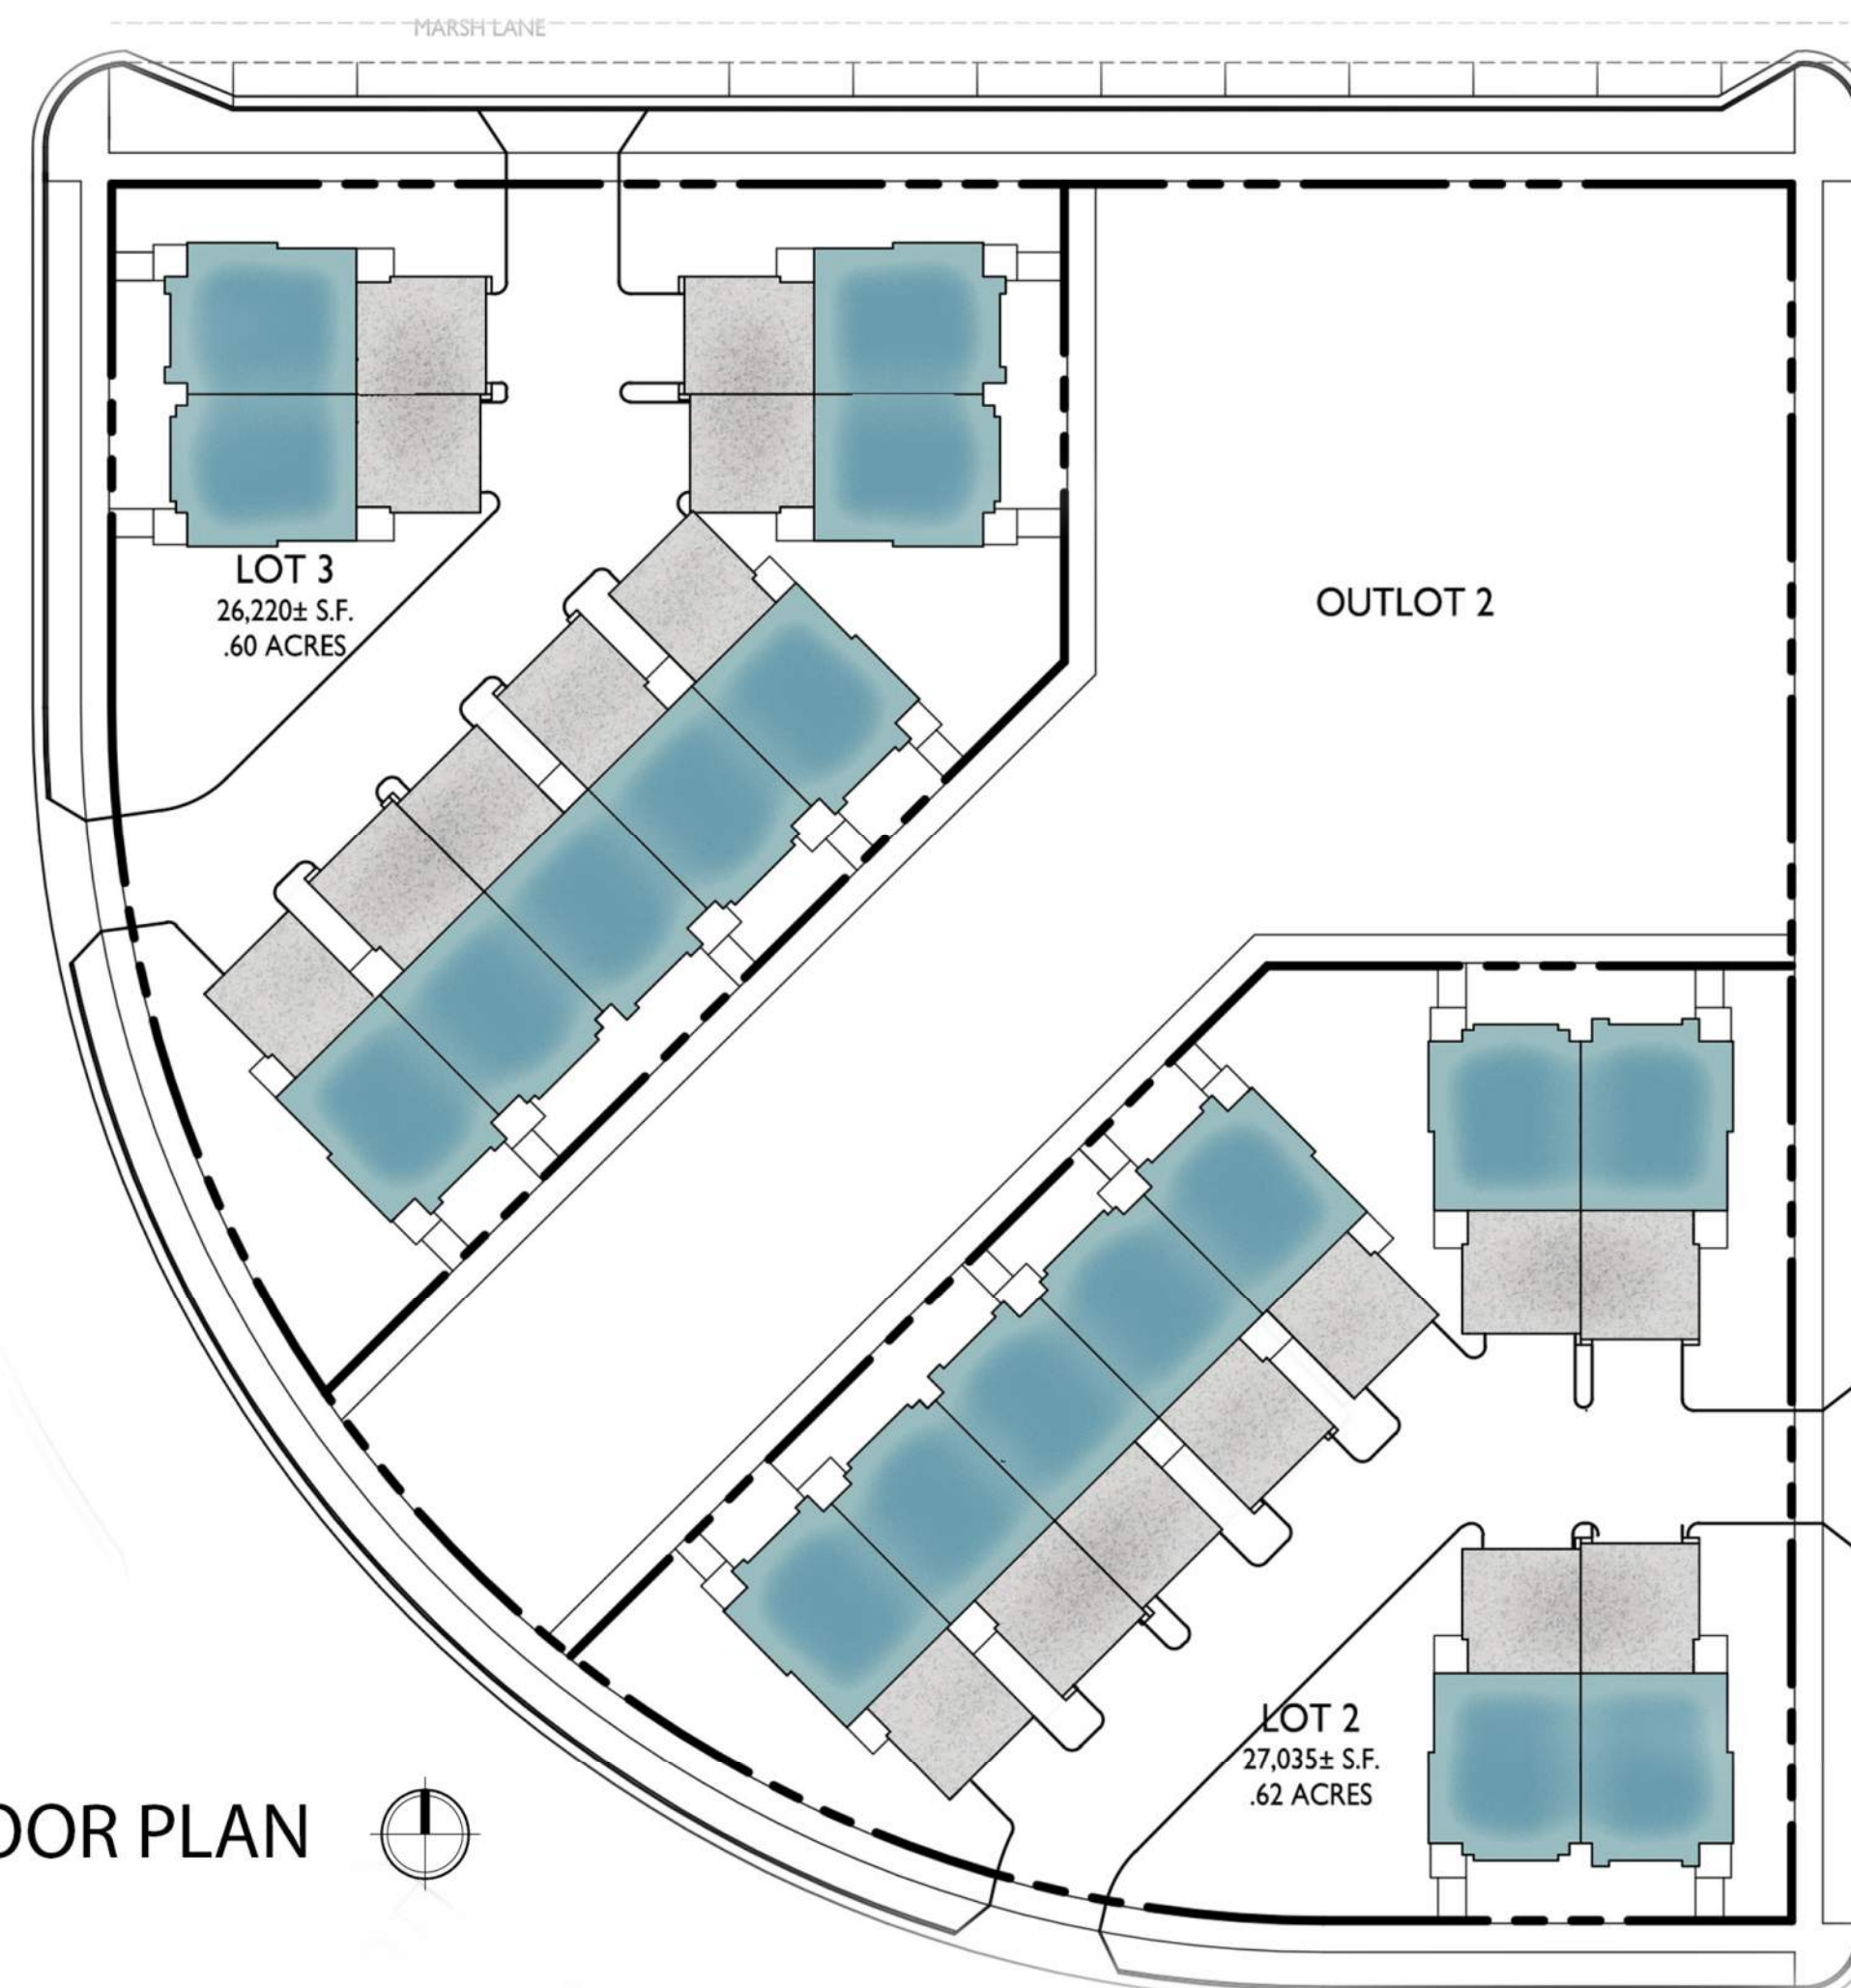 MARSH LANE
LOT 3
26,220± S.F.
.60 ACRES
OUTLOT 2
LOT 2
27,035± S.F.
.62 ACRES
OOR PLAN